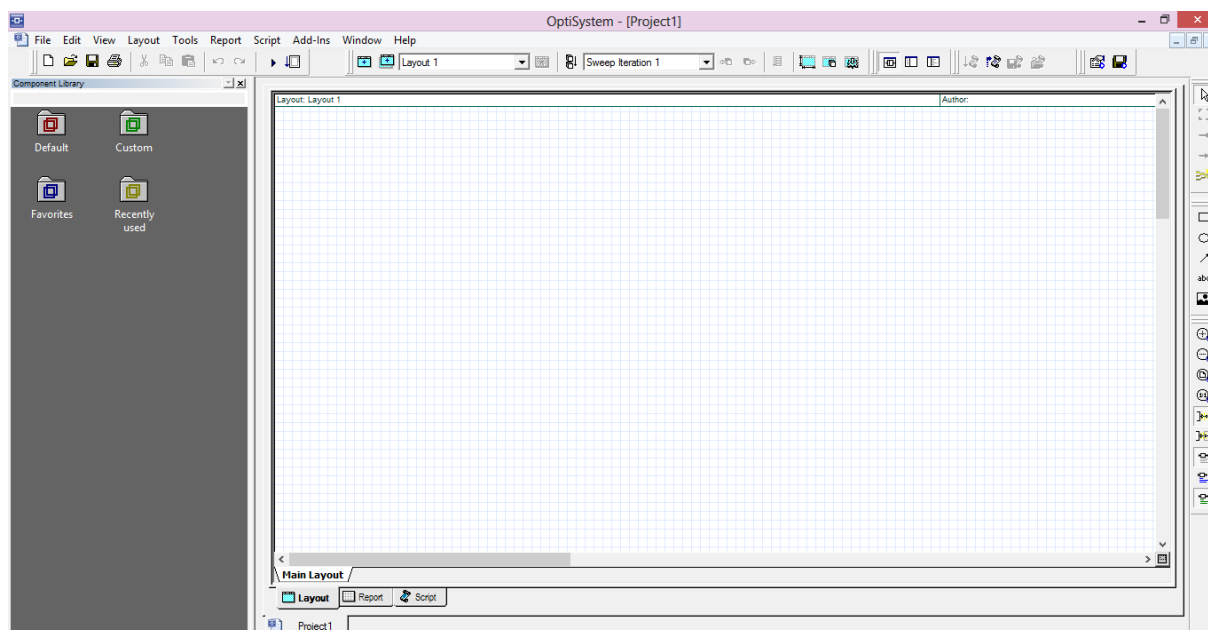 OptiSystem - [Project1]
File Edit View Layout Tools Report Script Add-Ins Window Help
Layout 1
Sweep Iteration 1
Component Library
Default
Custom
Favorites
Recently
used
Layout: Layout 1
Author:
abc
Main Layout
Layout Report Script
Project1